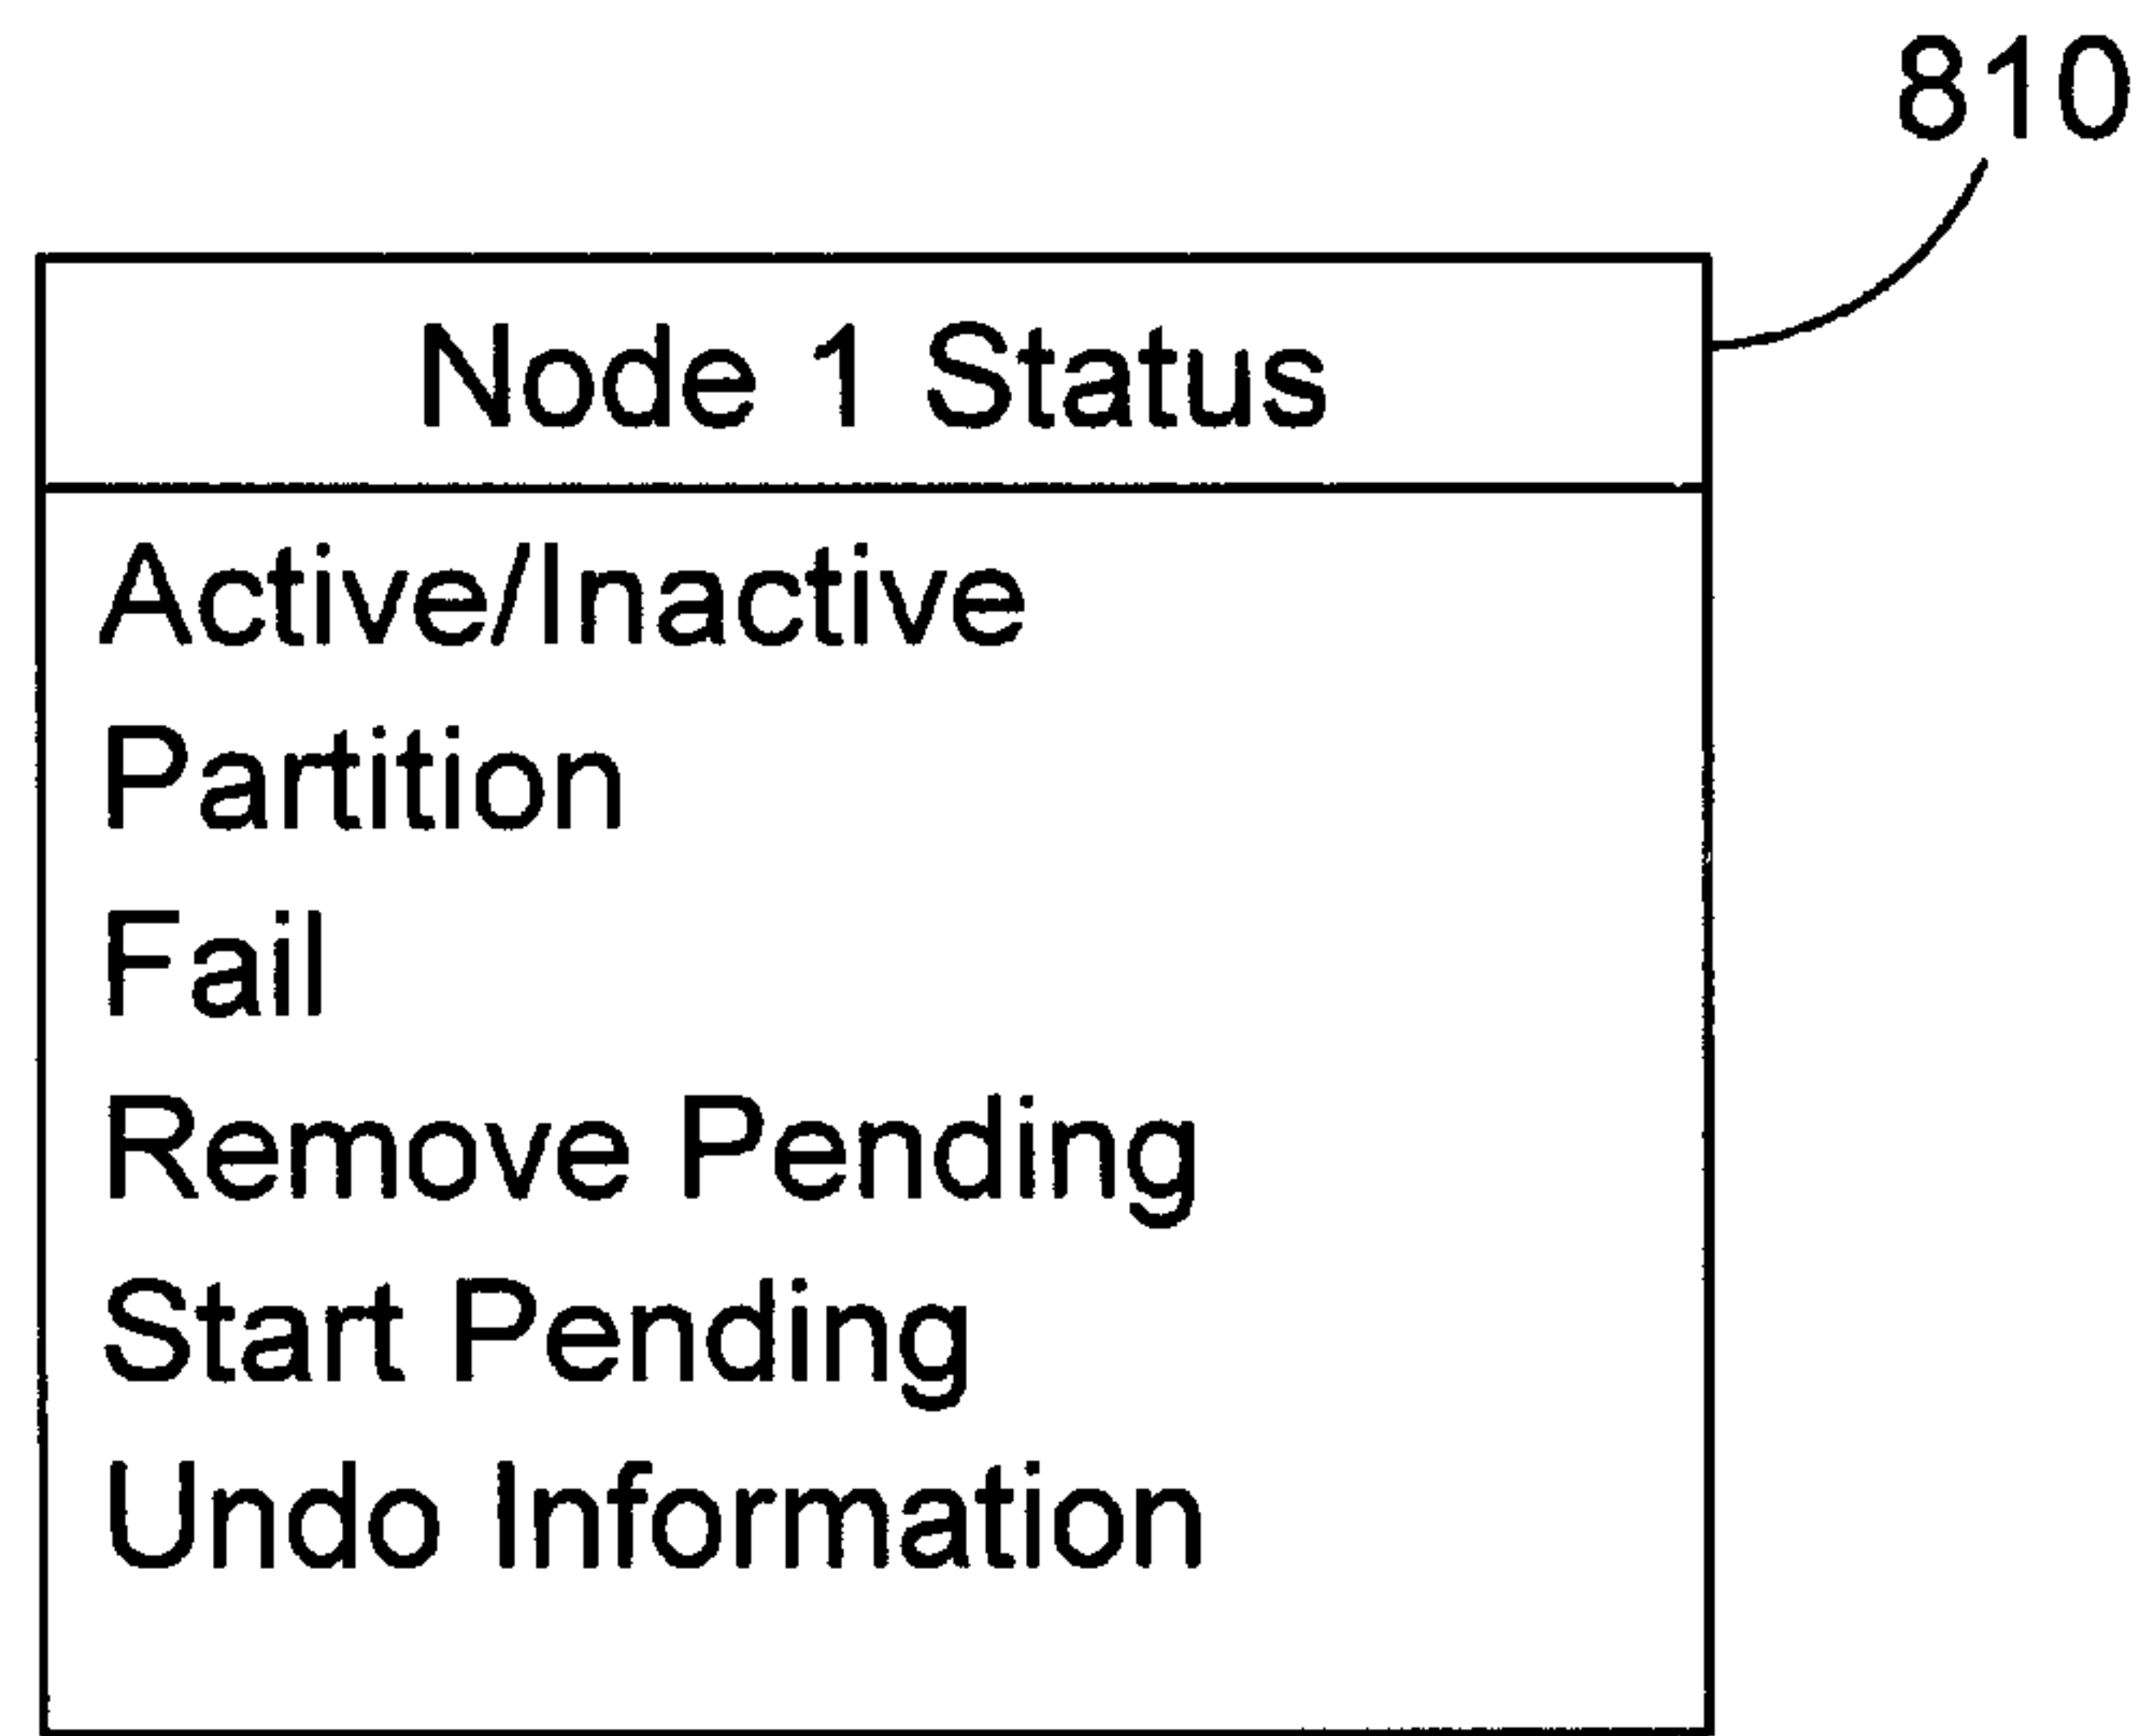 810
Node 1 Status
Active/Inactive
Partition
Fail
Remove Pending
Start Pending
Undo Information